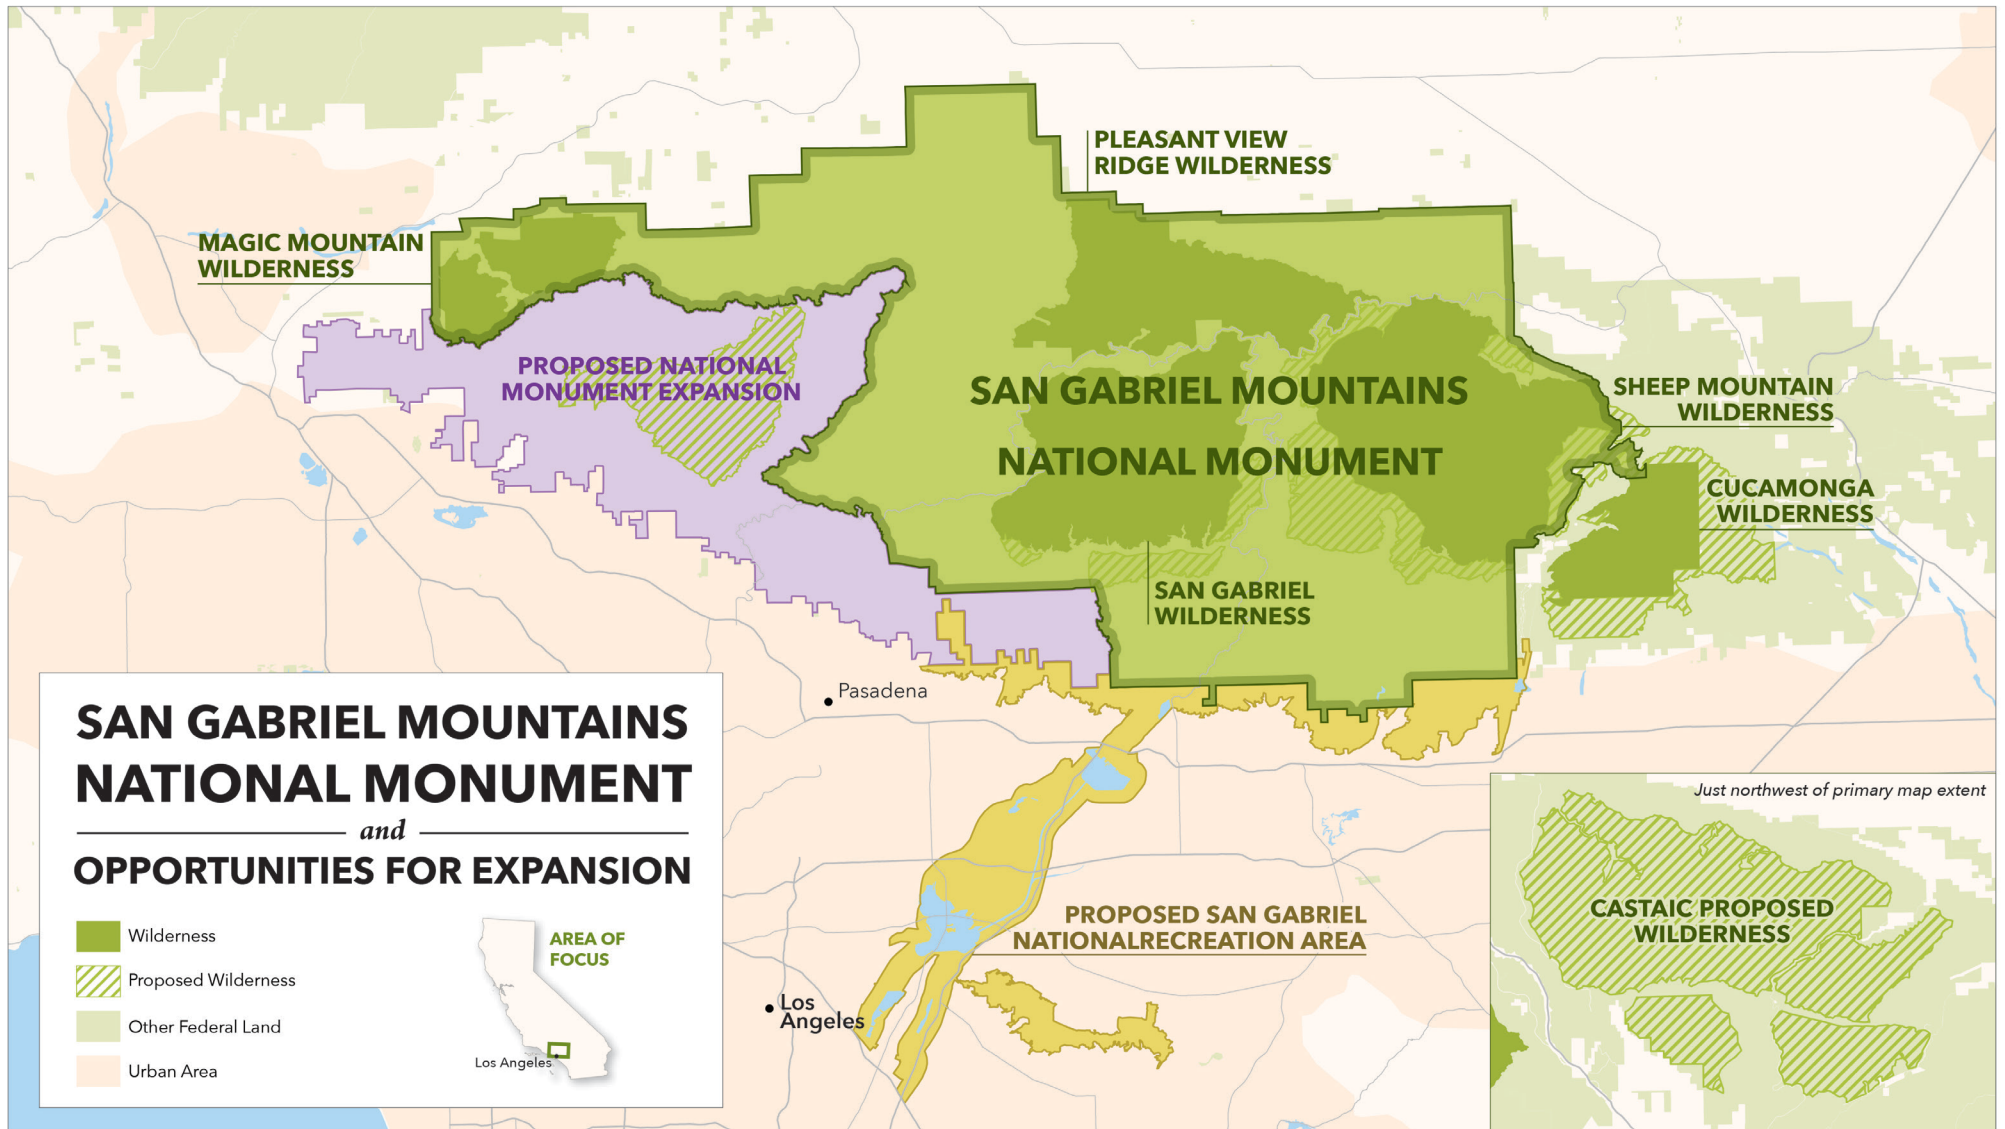 PLEASANT VIEW
RIDGE WILDERNESS
MAGIC MOUNTAIN
WILDERNESS
PROPOSED NATIONAL
MONUMENT EXPANSION
SAN GABRIEL MOUNTAINS
NATIONAL MONUMENT
SHEEP MOUNTAIN
WILDERNESS
CUCAMONGA
WILDERNESS
SAN GABRIEL
WILDERNESS
Pasadena
SAN GABRIEL MOUNTAINS
NATIONAL MONUMENT
and
OPPORTUNITIES FOR EXPANSION
Wilderness
Proposed Wilderness
Other Federal Land
Urban Area
AREA OF
FOCUS
Los Angeles
Los
Angeles
PROPOSED SAN GABRIEL
NATIONALRECREATION AREA
Just northwest of primary map extent
CASTAIC PROPOSED
WILDERNESS